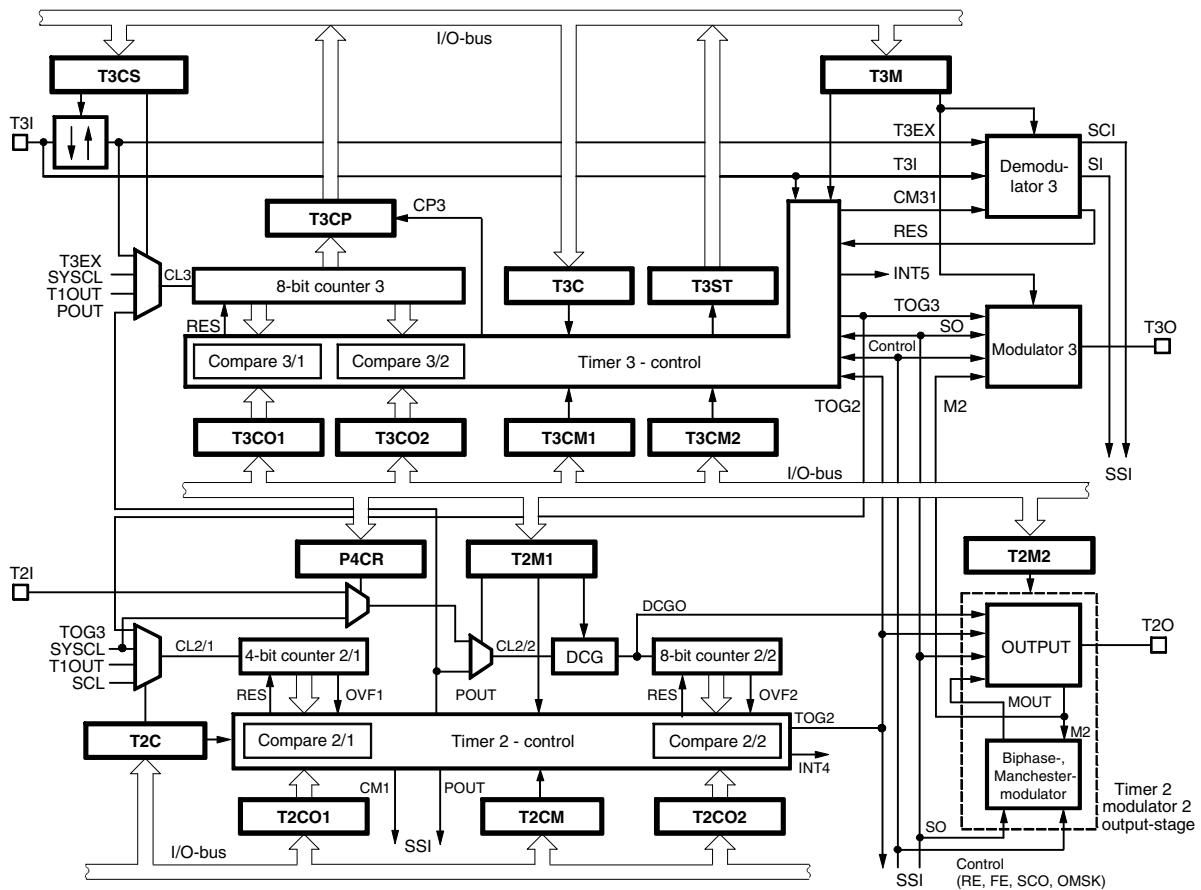 I/O-bus
T3CS
T3M
T3I
T3EX
SCI
T3I
SI
Demodu-
lator 3
CP3
T3CP
CM31
RES
T3EX
SYSCL
T1OUT
POUT
CL3
8-bit counter 3
T3C
T3ST
INT5
RES
TOG3
SO
T3O
Compare 3/1
Compare 3/2
Timer 3 - control
Control
Modulator 3
TOG2
M2
T3CO1
T3CO2
T3CM1
T3CM2
I/O-bus
SSI
P4CR
T2M1
T2M2
T2I
DCGO
TOG3
SYSCL
T1OUT
SCL
CL2/1
4-bit counter 2/1
CL2/2
DCG
8-bit counter 2/2
OUTPUT
T2O
RES
OVF1
POUT
RES
OVF2
MOUT
T2C
Compare 2/1
Timer 2 - control
Compare 2/2
TOG2
M2
INT4
Biphase-,
Manchester-
modulator
Timer 2
modulator 2
output-stage
CM1
POUT
T2CO1
T2CM
T2CO2
SSI
SO
I/O-bus
SSI
Control
(RE, FE, SCO, OMSK)